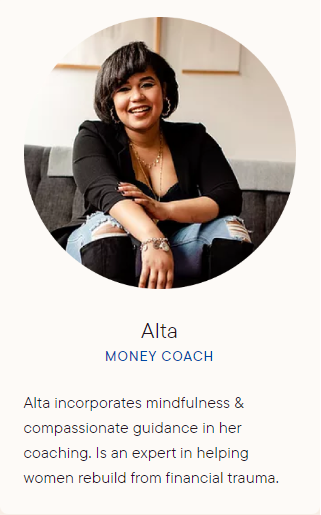 Alta
MONEY COACH
Alta incorporates mindfulness &
compassionate guidance in her
coaching. Is an expert in helping
women rebuild from financial trauma.